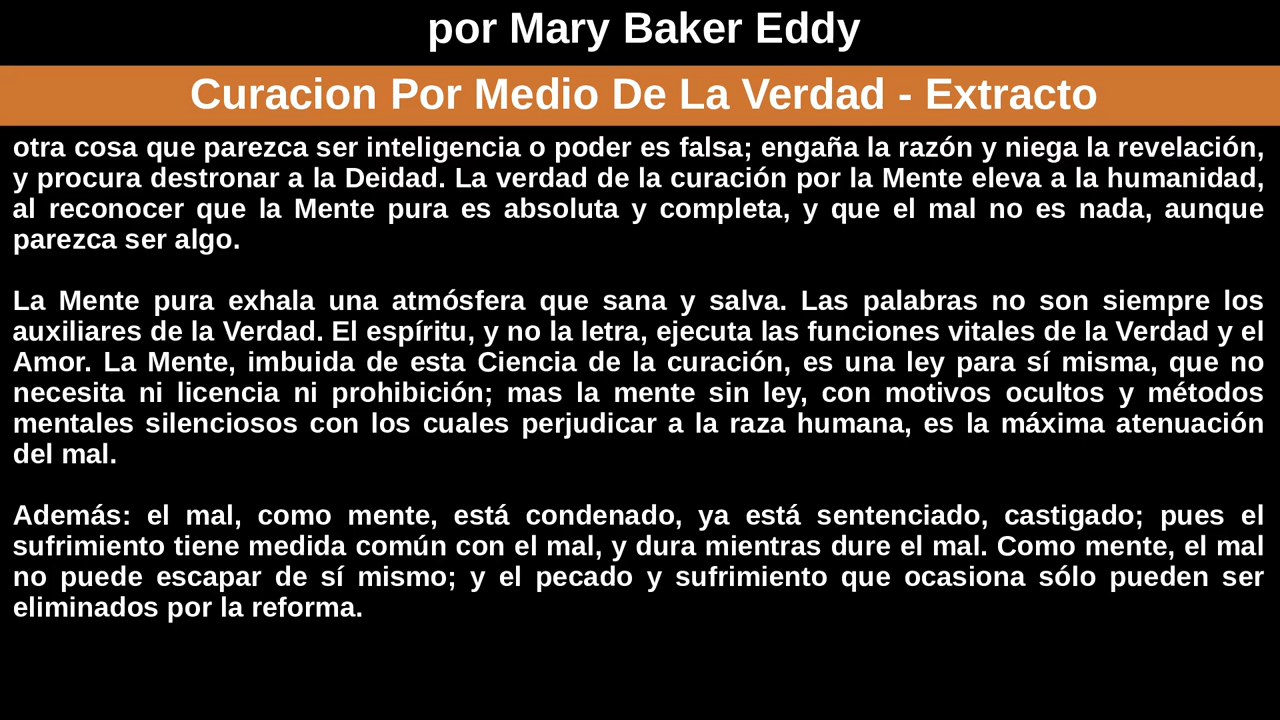 por Mary Baker Eddy
Curacion Por Medio De La Verdad - Extracto
otra cosa que parezca ser inteligencia o poder es falsa; engaña la razón y niega la revelación,
y procura destronar a la Deidad. La verdad de la curación por la Mente eleva a la humanidad,
al reconocer que la Mente pura es absoluta y completa, y que el mal no es nada, aunque
parezca ser algo.
La Mente pura exhala una atmósfera que sana y salva. Las palabras no son siempre los
auxiliares de la Verdad. El espíritu, y no la letra, ejecuta las funciones vitales de la Verdad y el
Amor. La Mente, imbuida de esta Ciencia de la curación, es una ley para sí misma, que no
necesita ni licencia ni prohibición; mas la mente sin ley, con motivos ocultos y métodos
mentales silenciosos con los cuales perjudicar a la raza humana, es la máxima atenuación
del mal.
Además: el mal, como mente, está condenado, ya está sentenciado, castigado; pues el
sufrimiento tiene medida común con el mal, y dura mientras dure el mal. Como mente, el mal
no puede escapar de sí mismo; y el pecado y sufrimiento que ocasiona sólo pueden ser
eliminados por la reforma.